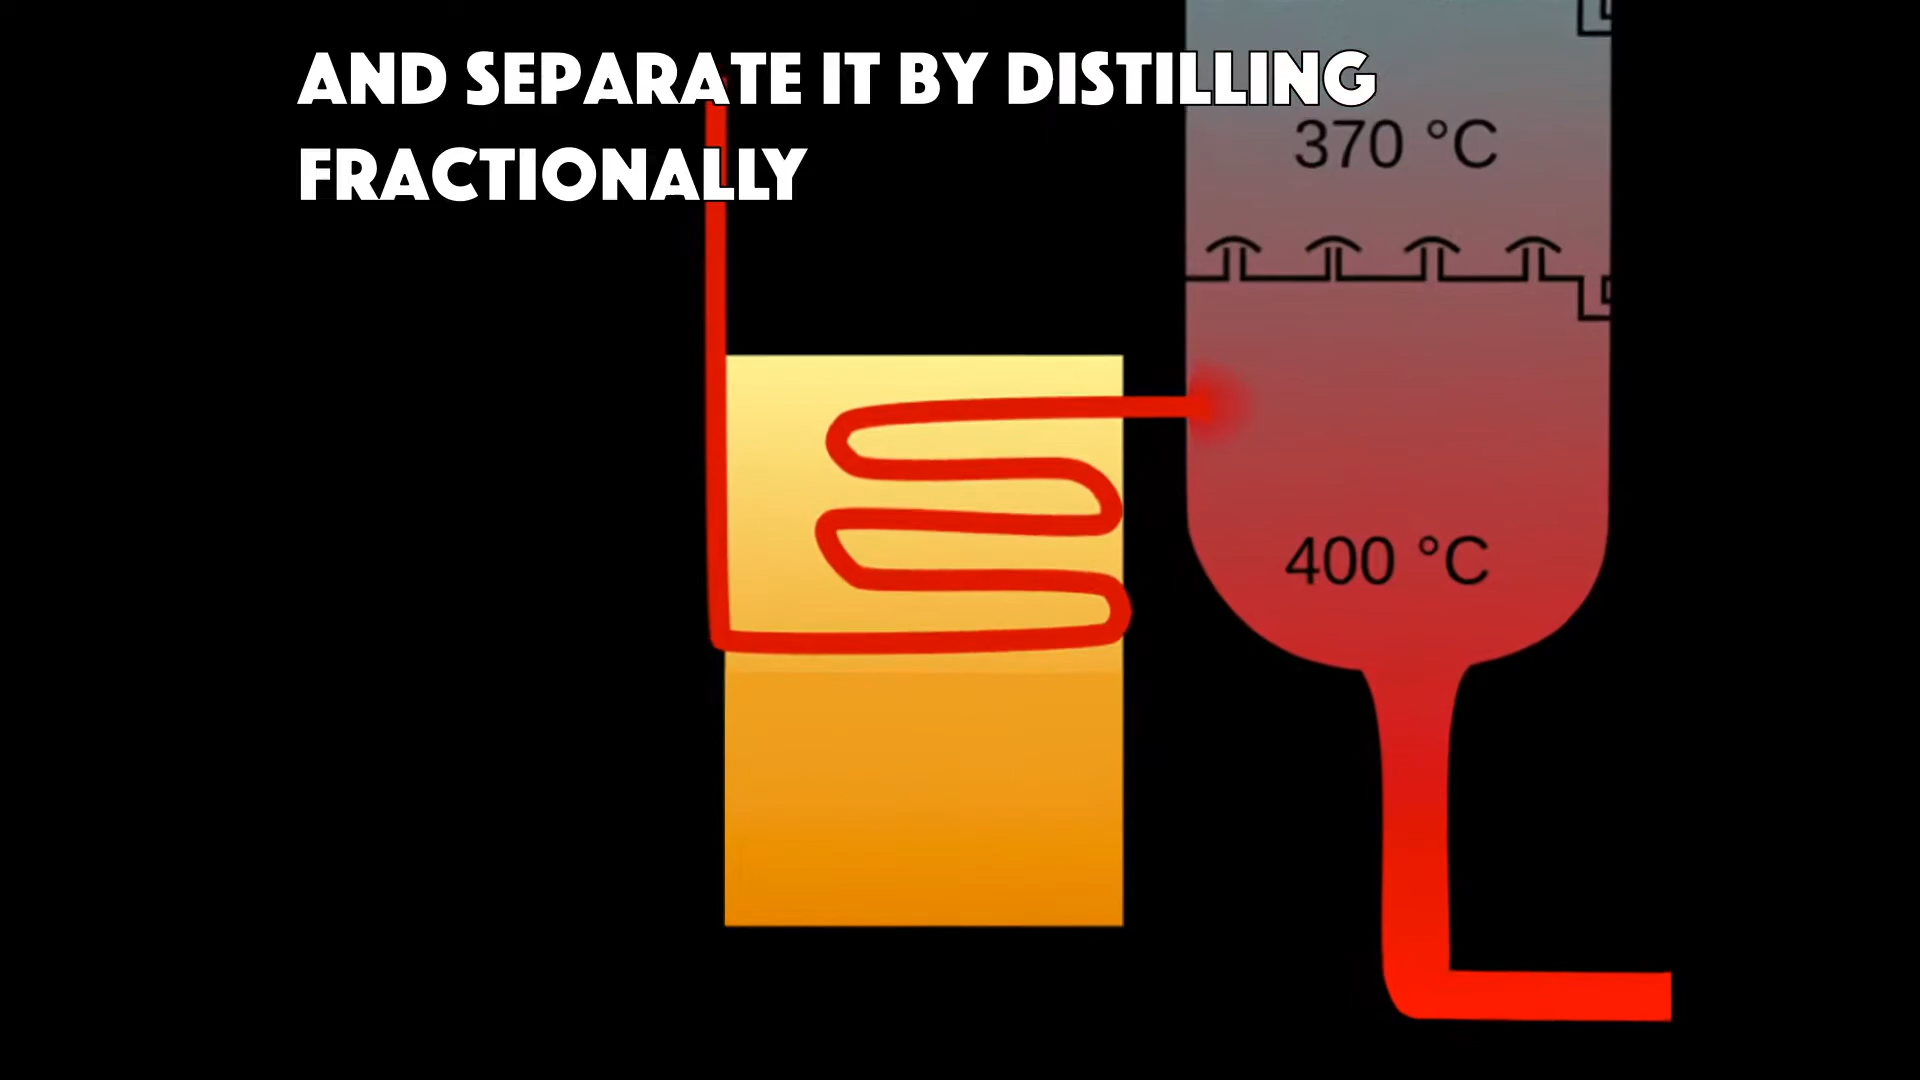 AND SEPARATE IT BY DISTILLING
FRACTIONALLY
370 °C
400 °C